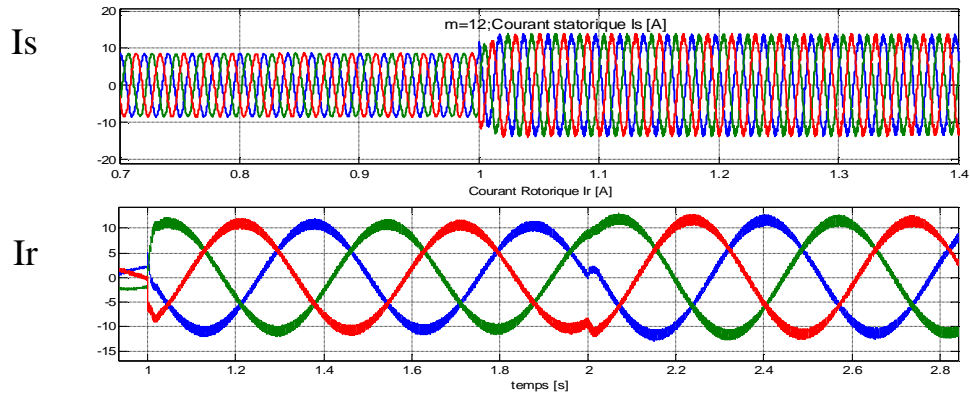 Is
m=12;Courant statorique Is [A]
20
10
0
-10
-20
0.7 0.8 0.9 1 1.1 1.2 1.3 1.4
Courant Rotorique Ir [A]
Ir
10
5
0
-5
-10
-15
1 1.2 1.4 1.6 1.8 2 2.2 2.4 2.6 2.8
temps [s]